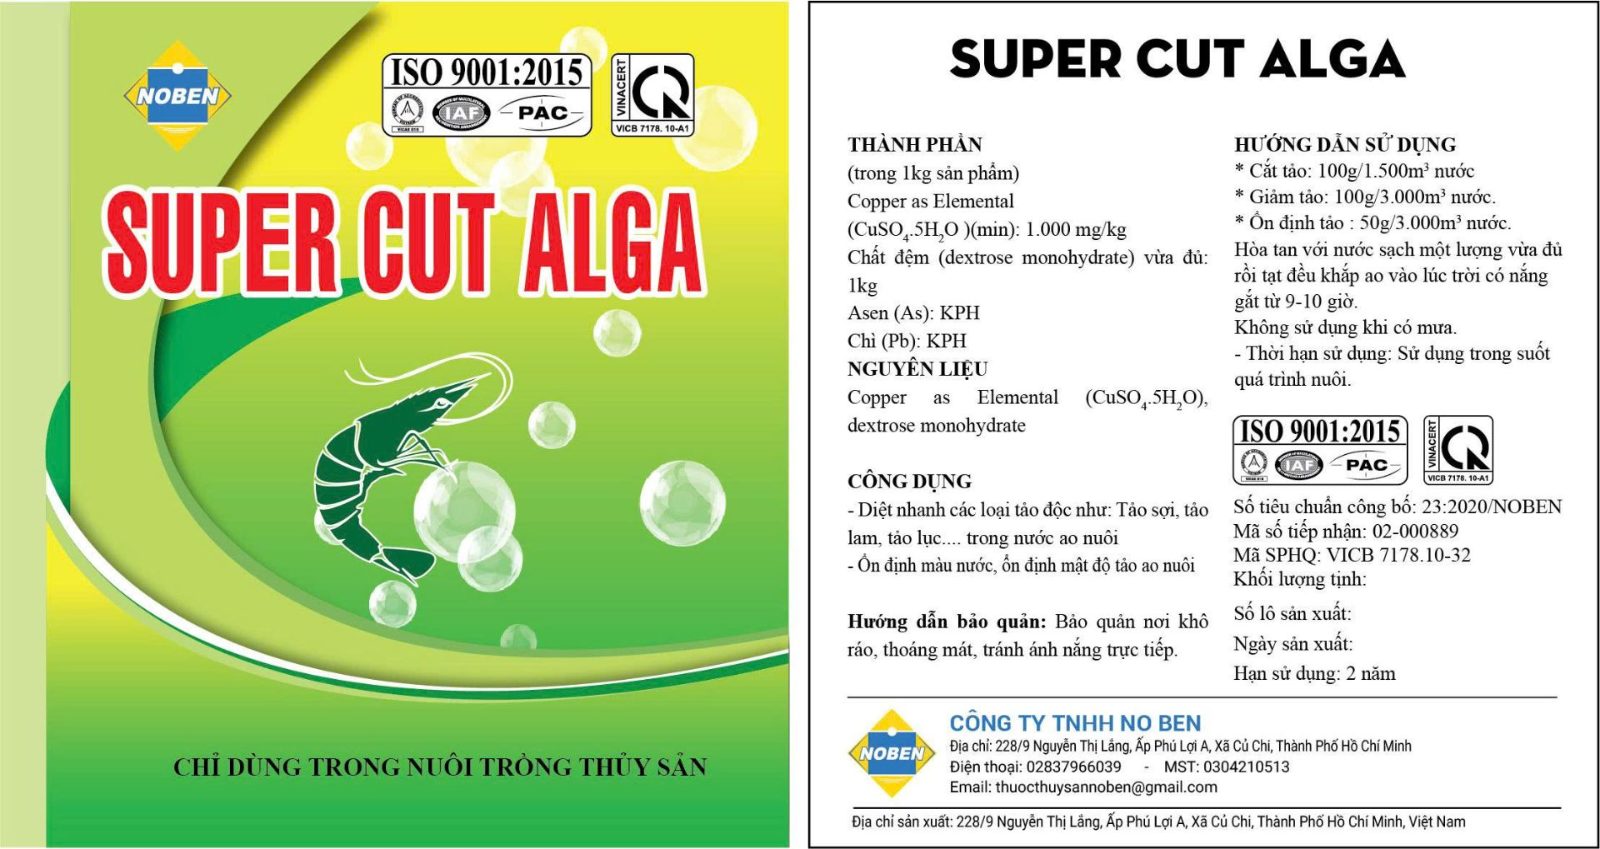 NOBEN
ISO 9001:2015
IAF
PAC
VINACERT
VICB 7178. 10-A1
SUPER CUT ALGA
CHỈ DÙNG TRONG NUÔI TRỒNG THỦY SẢN
SUPER CUT ALGA
THÀNH PHẦN
(trong 1kg sản phẩm)
Copper as Elemental
(CuSO₄.5H₂O )(min): 1.000 mg/kg
Chất đệm (dextrose monohydrate) vừa đủ:
1kg
Asen (As): KPH
Chì (Pb): KPH
NGUYÊN LIỆU
Copper as Elemental (CuSO₄.5H₂O),
dextrose monohydrate
CÔNG DỤNG
- Diệt nhanh các loại tảo độc như: Tảo sợi, tảo
lam, tảo lục.... trong nước ao nuôi
- Ổn định màu nước, ổn định mật độ tảo ao nuôi
Hướng dẫn bảo quản: Bảo quản nơi khô
ráo, thoáng mát, tránh ánh nắng trực tiếp.
HƯỚNG DẪN SỬ DỤNG
* Cắt tảo: 100g/1.500m³ nước
* Giảm tảo: 100g/3.000m³ nước.
* Ổn định tảo : 50g/3.000m³ nước.
Hòa tan với nước sạch một lượng vừa đủ
rồi tạt đều khắp ao vào lúc trời có nắng
gắt từ 9-10 giờ.
Không sử dụng khi có mưa.
- Thời hạn sử dụng: Sử dụng trong suốt
quá trình nuôi.
ISO 9001:2015
IAF
PAC
VINACERT
VICB 7178. 10-A1
Số tiêu chuẩn công bố: 23:2020/NOBEN
Mã số tiếp nhận: 02-000889
Mã SPHQ: VICB 7178.10-32
Khối lượng tịnh:
Số lô sản xuất:
Ngày sản xuất:
Hạn sử dụng: 2 năm
NOBEN
CÔNG TY TNHH NO BEN
Địa chỉ: 228/9 Nguyễn Thị Lắng, Ấp Phú Lợi A, Xã Củ Chi, Thành Phố Hồ Chí Minh
Điện thoại: 02837966039 - MST: 0304210513
Email: thuocthuysannoben@gmail.com
Địa chỉ sản xuất: 228/9 Nguyễn Thị Lắng, Ấp Phú Lợi A, Xã Củ Chi, Thành Phố Hồ Chí Minh, Việt Nam